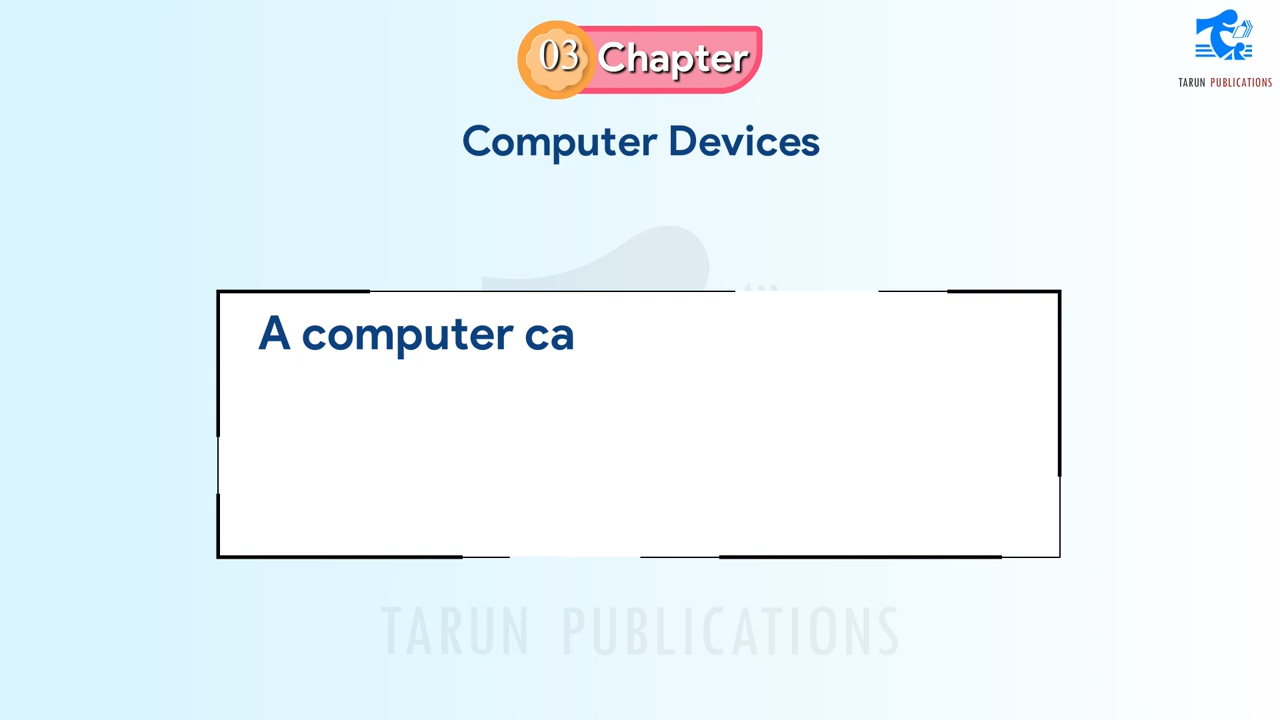 03 Chapter
TARUN PUBLICATIONS
Computer Devices
A computer ca
TARUN PUBLICATIONS